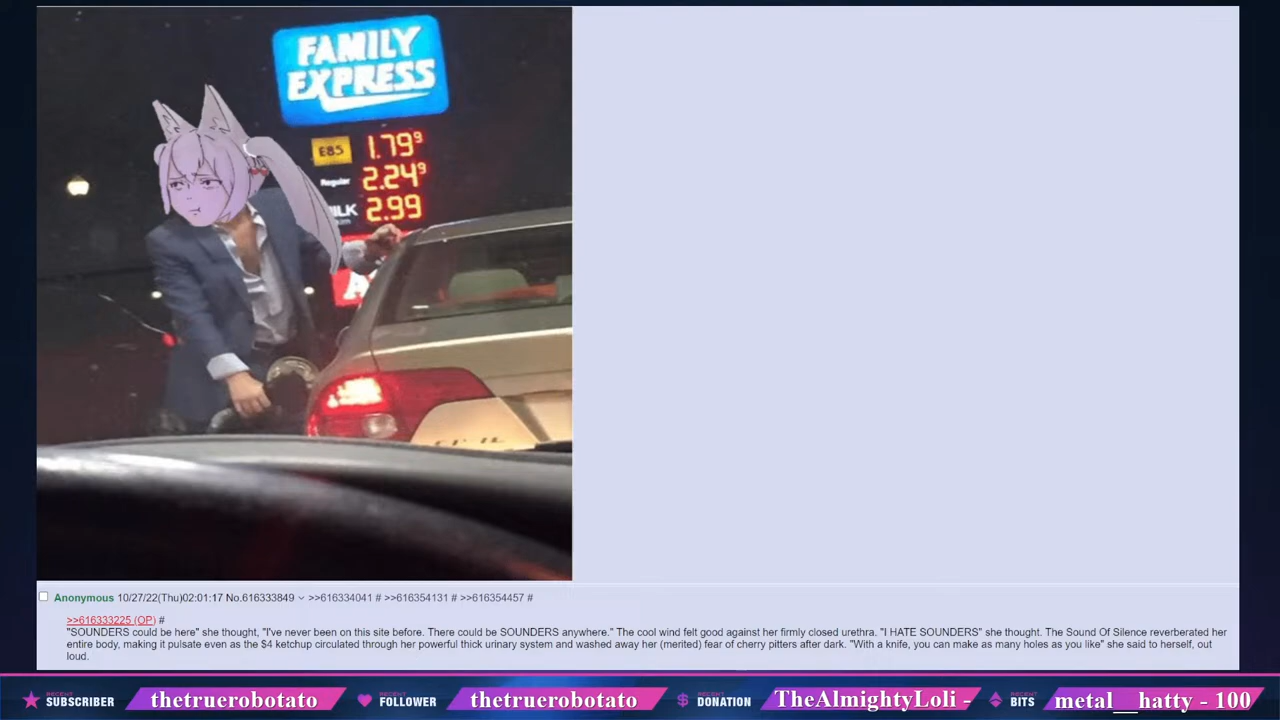 FAMILY
EXPRESS
E85 1.79⁹
Regular 2.24⁹
2.99
Anonymous 10/27/22(Thu)02:01:17 No.616333849 >>616334041 # >>616354131 # >>616354457 #
>>616333225 (OP) #
"SOUNDERS could be here" she thought, "I've never been on this site before. There could be SOUNDERS anywhere." The cool wind felt good against her firmly closed urethra. "I HATE SOUNDERS" she thought. The Sound Of Silence reverberated her
entire body, making it pulsate even as the $4 ketchup circulated through her powerful thick urinary system and washed away her (merited) fear of cherry pitters after dark. "With a knife, you can make as many holes as you like" she said to herself, out
loud.
RECENT SUBSCRIBER thetruerobotato RECENT FOLLOWER thetruerobotato RECENT DONATION TheAlmightyLoli - RECENT BITS metal__hatty - 100